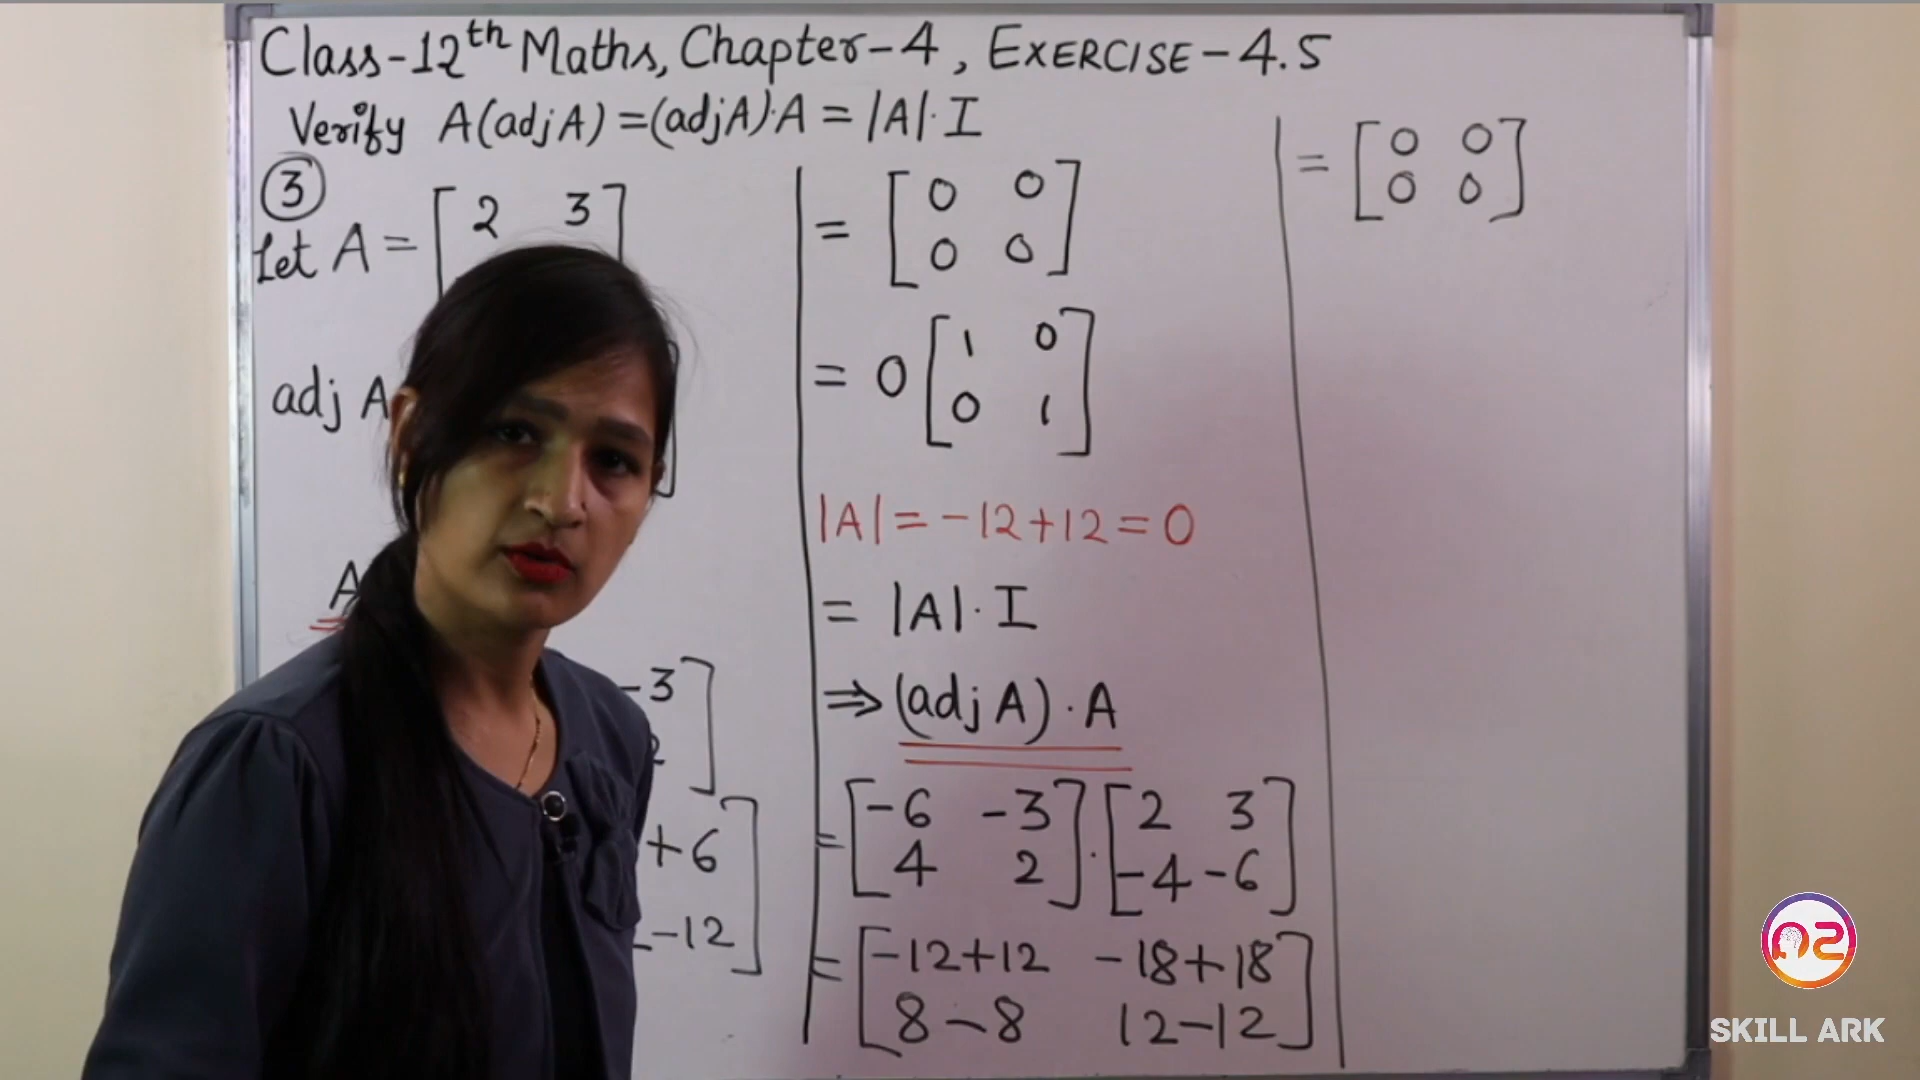 Class-12th Maths, Chapter-4, EXERCISE-4.5
Verify A(adjA) = (adjA)·A = |A|·I
③
Let A = [ 2 3
adj A
A
-3 ]
2
+6
-12 ]
= [ 0 0
0 0 ]
= 0 [ 1 0
0 1 ]
|A| = -12+12 = 0
= |A|·I
⇒ (adj A)·A
= [ -6 -3 ] · [ 2 3 ]
[ 4 2 ] [ -4 -6 ]
= [ -12+12 -18+18 ]
[ 8-8 12-12 ]
= [ 0 0
0 0 ]
SKILL ARK